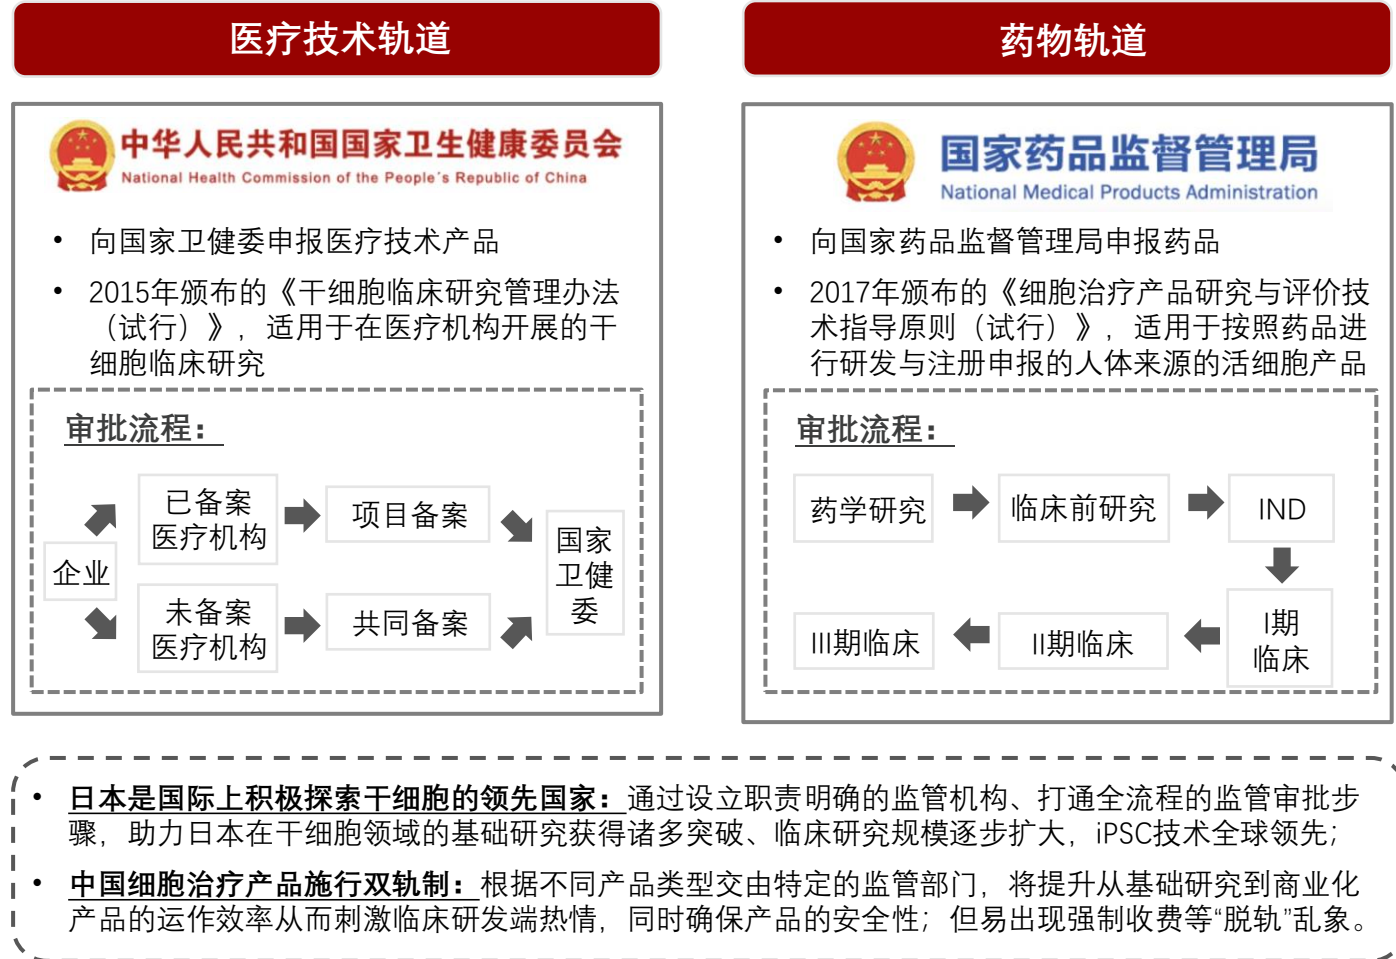 医疗技术轨道
中华人民共和国国家卫生健康委员会
National Health Commission of the People's Republic of China
• 向国家卫健委申报医疗技术产品
• 2015年颁布的《干细胞临床研究管理办法
（试行）》，适用于在医疗机构开展的干
细胞临床研究
审批流程：
企业
已备案
医疗机构
项目备案
未备案
医疗机构
共同备案
国家
卫健
委
药物轨道
国家药品监督管理局
National Medical Products Administration
• 向国家药品监督管理局申报药品
• 2017年颁布的《细胞治疗产品研究与评价技
术指导原则（试行）》，适用于按照药品进
行研发与注册申报的人体来源的活细胞产品
审批流程：
药学研究
临床前研究
IND
I期
临床
II期临床
III期临床
• 日本是国际上积极探索干细胞的领先国家：通过设立职责明确的监管机构、打通全流程的监管审批步
骤，助力日本在干细胞领域的基础研究获得诸多突破、临床研究规模逐步扩大，iPSC技术全球领先；
• 中国细胞治疗产品施行双轨制：根据不同产品类型交由特定的监管部门，将提升从基础研究到商业化
产品的运作效率从而刺激临床研发端热情，同时确保产品的安全性；但易出现强制收费等“脱轨”乱象。